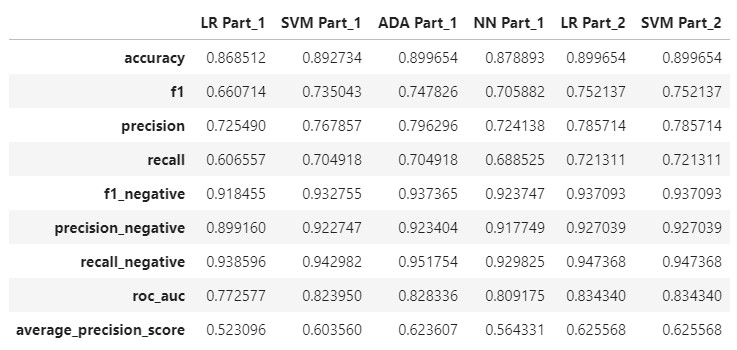 LR Part_1 SVM Part_1 ADA Part_1 NN Part_1 LR Part_2 SVM Part_2
accuracy 0.868512 0.892734 0.899654 0.878893 0.899654 0.899654
f1 0.660714 0.735043 0.747826 0.705882 0.752137 0.752137
precision 0.725490 0.767857 0.796296 0.724138 0.785714 0.785714
recall 0.606557 0.704918 0.704918 0.688525 0.721311 0.721311
f1_negative 0.918455 0.932755 0.937365 0.923747 0.937093 0.937093
precision_negative 0.899160 0.922747 0.923404 0.917749 0.927039 0.927039
recall_negative 0.938596 0.942982 0.951754 0.929825 0.947368 0.947368
roc_auc 0.772577 0.823950 0.828336 0.809175 0.834340 0.834340
average_precision_score 0.523096 0.603560 0.623607 0.564331 0.625568 0.625568